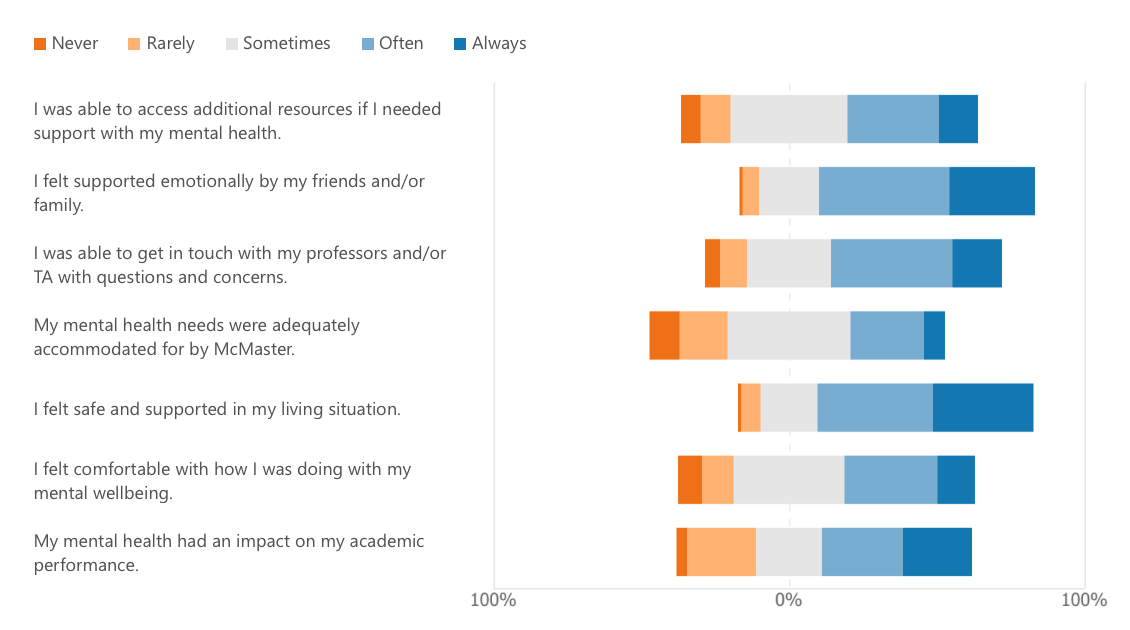 Never Rarely Sometimes Often Always
I was able to access additional resources if I needed
support with my mental health.
I felt supported emotionally by my friends and/or
family.
I was able to get in touch with my professors and/or
TA with questions and concerns.
My mental health needs were adequately
accommodated for by McMaster.
I felt safe and supported in my living situation.
I felt comfortable with how I was doing with my
mental wellbeing.
My mental health had an impact on my academic
performance.
100% 0% 100%